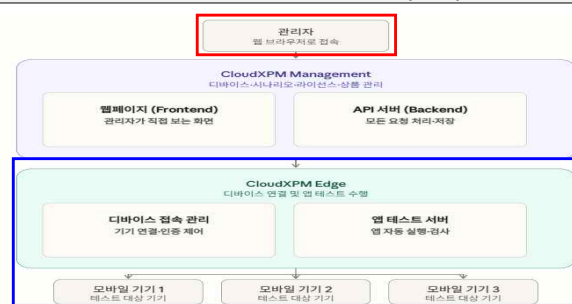 관리자
웹 브라우저로 접속
CloudXPM Management
디바이스·시나리오·라이선스·상품 관리
웹페이지 (Frontend)
관리자가 직접 보는 화면
API 서버 (Backend)
모든 요청 처리·저장
CloudXPM Edge
디바이스 연결 및 앱 테스트 수행
디바이스 접속 관리
기기 연결·인증 제어
앱 테스트 서버
앱 자동 실행·검사
모바일 기기 1
테스트 대상 기기
모바일 기기 2
테스트 대상 기기
모바일 기기 3
테스트 대상 기기